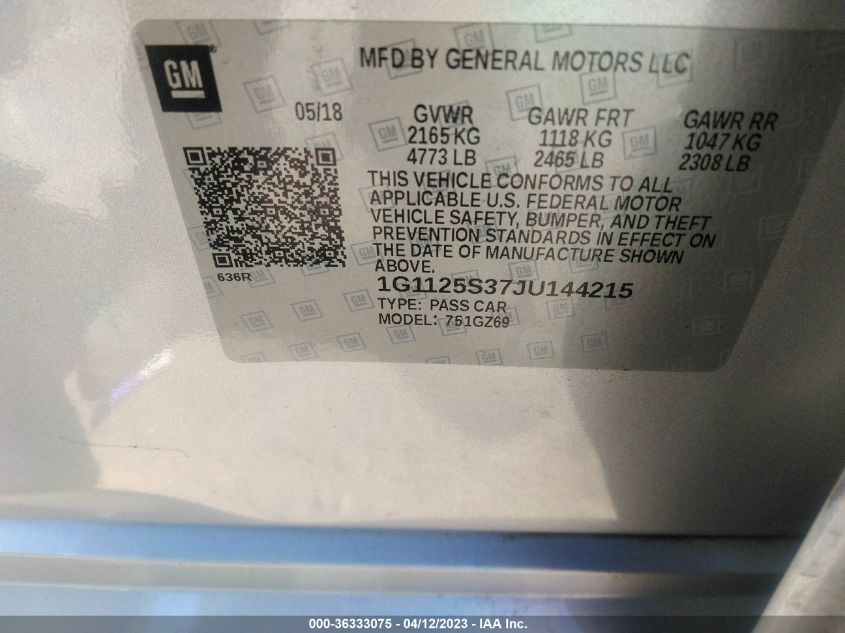 GM
MFD BY GENERAL MOTORS LLC
05/18
GVWR GAWR FRT GAWR RR
2165 KG 1118 KG 1047 KG
4773 LB 2465 LB 2308 LB
THIS VEHICLE CONFORMS TO ALL
APPLICABLE U.S. FEDERAL MOTOR
VEHICLE SAFETY, BUMPER, AND THEFT
PREVENTION STANDARDS IN EFFECT ON
THE DATE OF MANUFACTURE SHOWN
ABOVE.
636R
1G1125S37JU144215
TYPE: PASS CAR
MODEL: 751GZ69
000-36333075 - 04/12/2023 - IAA Inc.